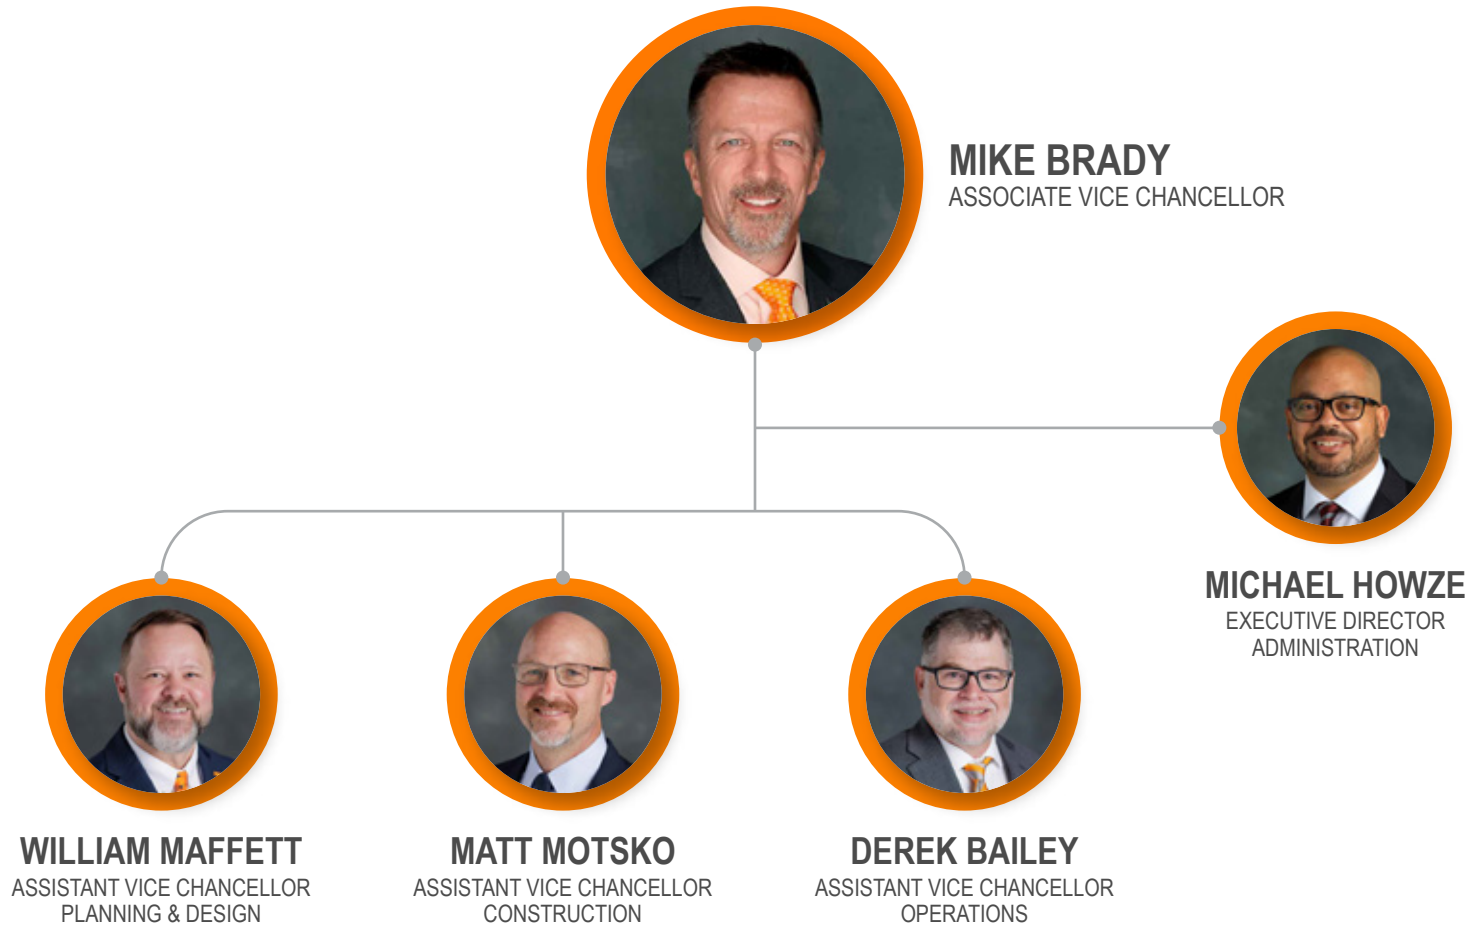 MIKE BRADY
ASSOCIATE VICE CHANCELLOR
MICHAEL HOWZE
EXECUTIVE DIRECTOR
ADMINISTRATION
WILLIAM MAFFETT
ASSISTANT VICE CHANCELLOR
PLANNING & DESIGN
MATT MOTSKO
ASSISTANT VICE CHANCELLOR
CONSTRUCTION
DEREK BAILEY
ASSISTANT VICE CHANCELLOR
OPERATIONS